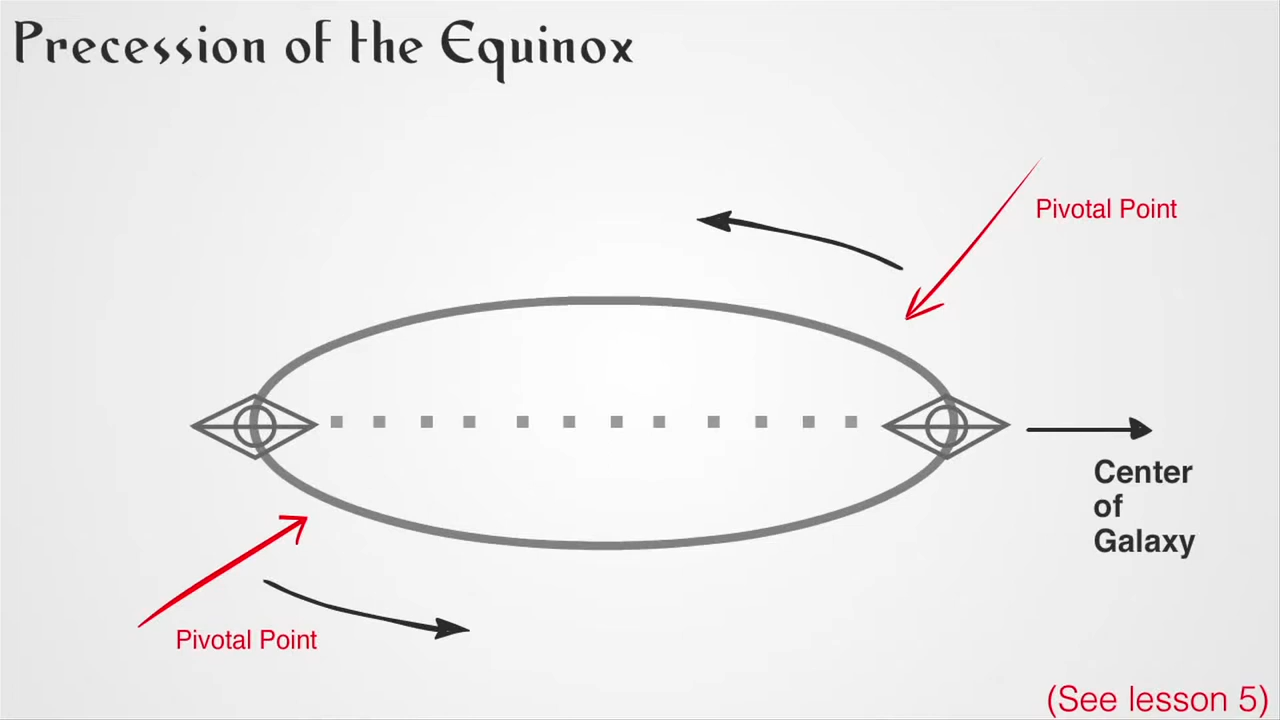 Precession of the Equinox
Pivotal Point
Center
of
Galaxy
Pivotal Point
(See lesson 5)